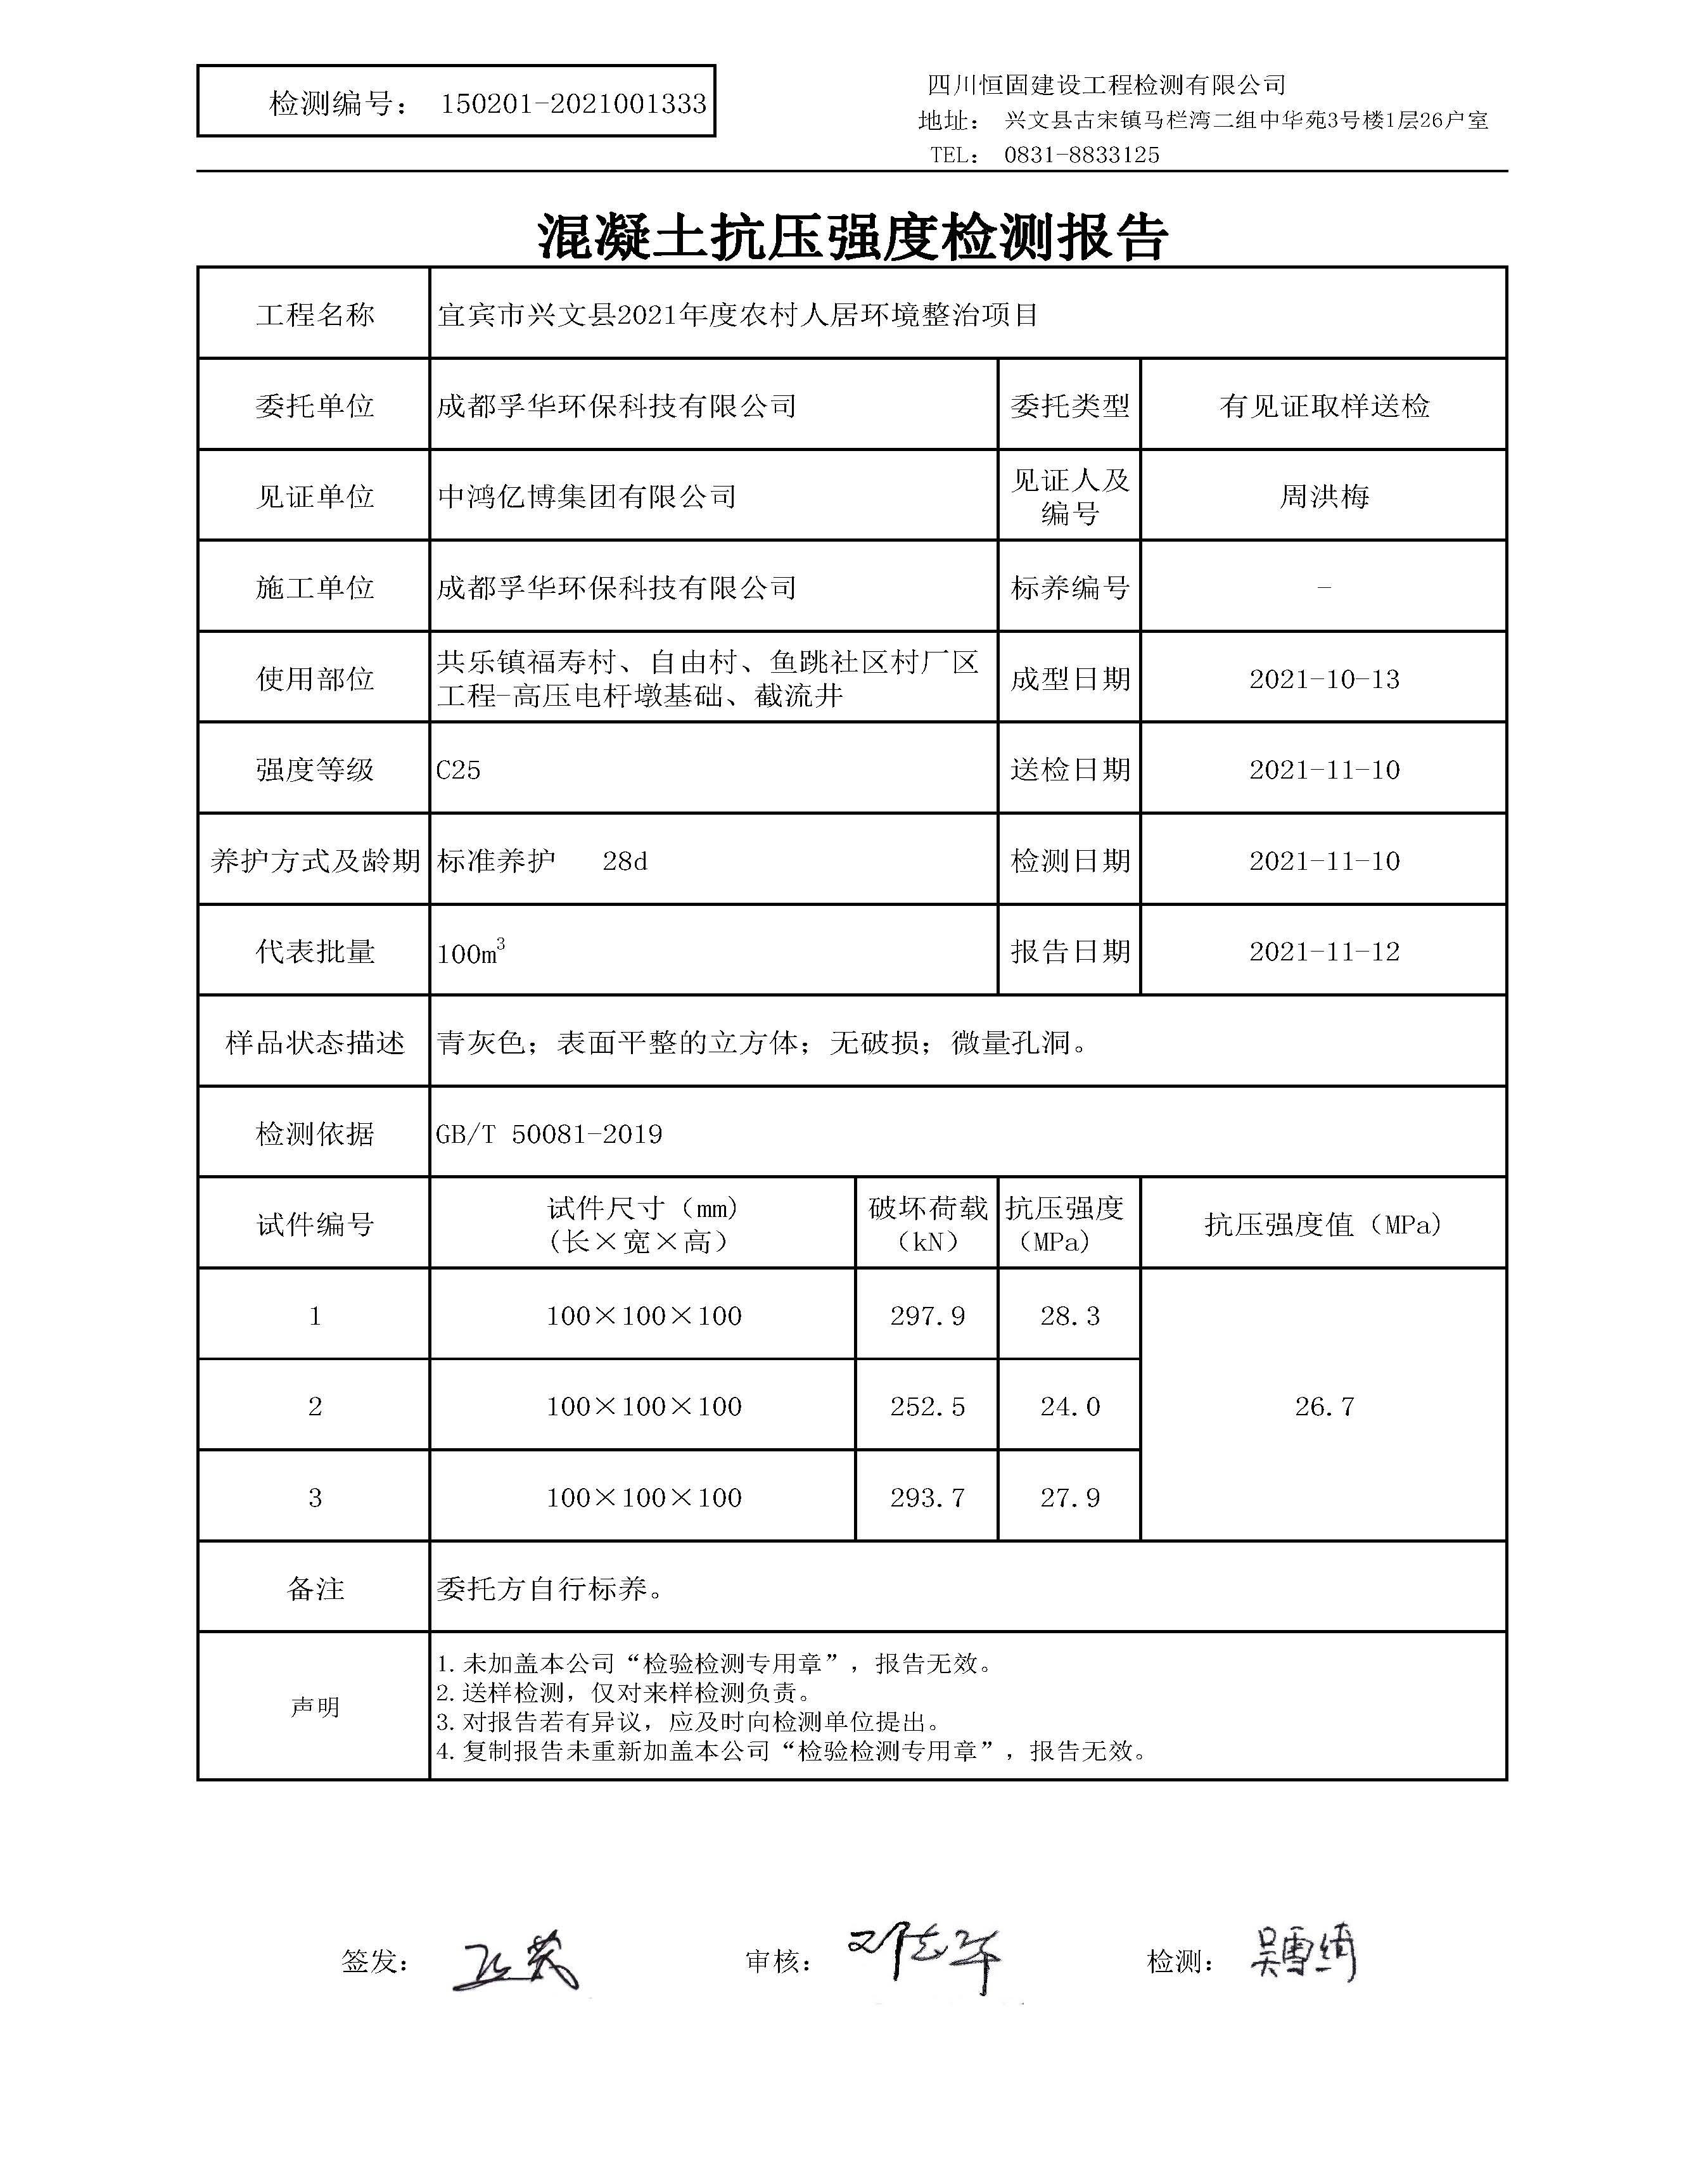 检测编号： 150201-2021001333
四川恒固建设工程检测有限公司
地址： 兴文县古宋镇马栏湾二组中华苑3号楼1层26户室
TEL： 0831-8833125
混凝土抗压强度检测报告
工程名称 宜宾市兴文县2021年度农村人居环境整治项目
委托单位 成都孚华环保科技有限公司 委托类型 有见证取样送检
见证单位 中鸿亿博集团有限公司 见证人及编号 周洪梅
施工单位 成都孚华环保科技有限公司 标养编号 -
使用部位 共乐镇福寿村、自由村、鱼跳社区村厂区
工程-高压电杆墩基础、截流井 成型日期 2021-10-13
强度等级 C25 送检日期 2021-11-10
养护方式及龄期 标准养护 28d 检测日期 2021-11-10
代表批量 100m³ 报告日期 2021-11-12
样品状态描述 青灰色；表面平整的立方体；无破损；微量孔洞。
检测依据 GB/T 50081-2019
试件编号 试件尺寸（mm） (长×宽×高） 破坏荷载（kN） 抗压强度（MPa） 抗压强度值（MPa）
1 100×100×100 297.9 28.3
2 100×100×100 252.5 24.0 26.7
3 100×100×100 293.7 27.9
备注 委托方自行标养。
声明
1.未加盖本公司“检验检测专用章”，报告无效。
2.送样检测，仅对来样检测负责。
3.对报告若有异议，应及时向检测单位提出。
4.复制报告未重新加盖本公司“检验检测专用章”，报告无效。
签发： 审核： 检测： 吴雪绮